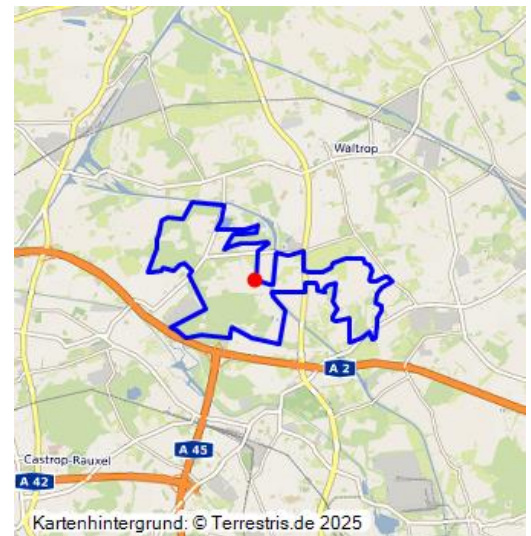 Waltrop
A 2
A 45
Castrop-Rauxel
A 42
Kartenhintergrund: © Terrestris.de 2025